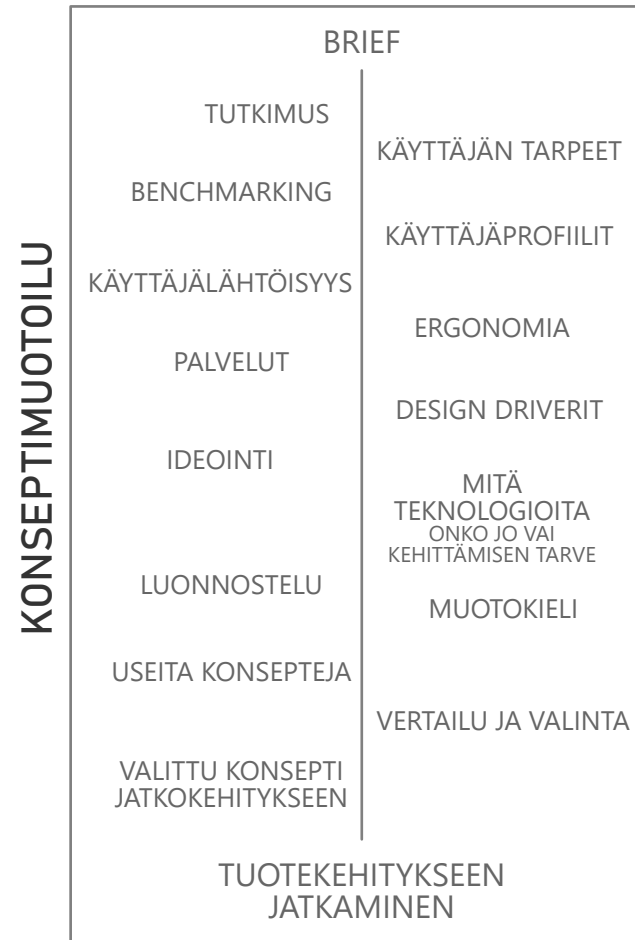 KONSEPTIMUOTOILU
BRIEF
TUTKIMUS
KÄYTTÄJÄN TARPEET
BENCHMARKING
KÄYTTÄJÄPROFIILIT
KÄYTTÄJÄLÄHTÖISYYS
ERGONOMIA
PALVELUT
DESIGN DRIVERIT
IDEOINTI
MITÄ
TEKNOLOGIOITA
ONKO JO VAI
KEHITTÄMISEN TARVE
LUONNOSTELU
MUOTOKIELI
USEITA KONSEPTEJA
VERTAILU JA VALINTA
VALITTU KONSEPTI
JATKOKEHITYKSEEN
TUOTEKEHITYKSEEN
JATKAMINEN